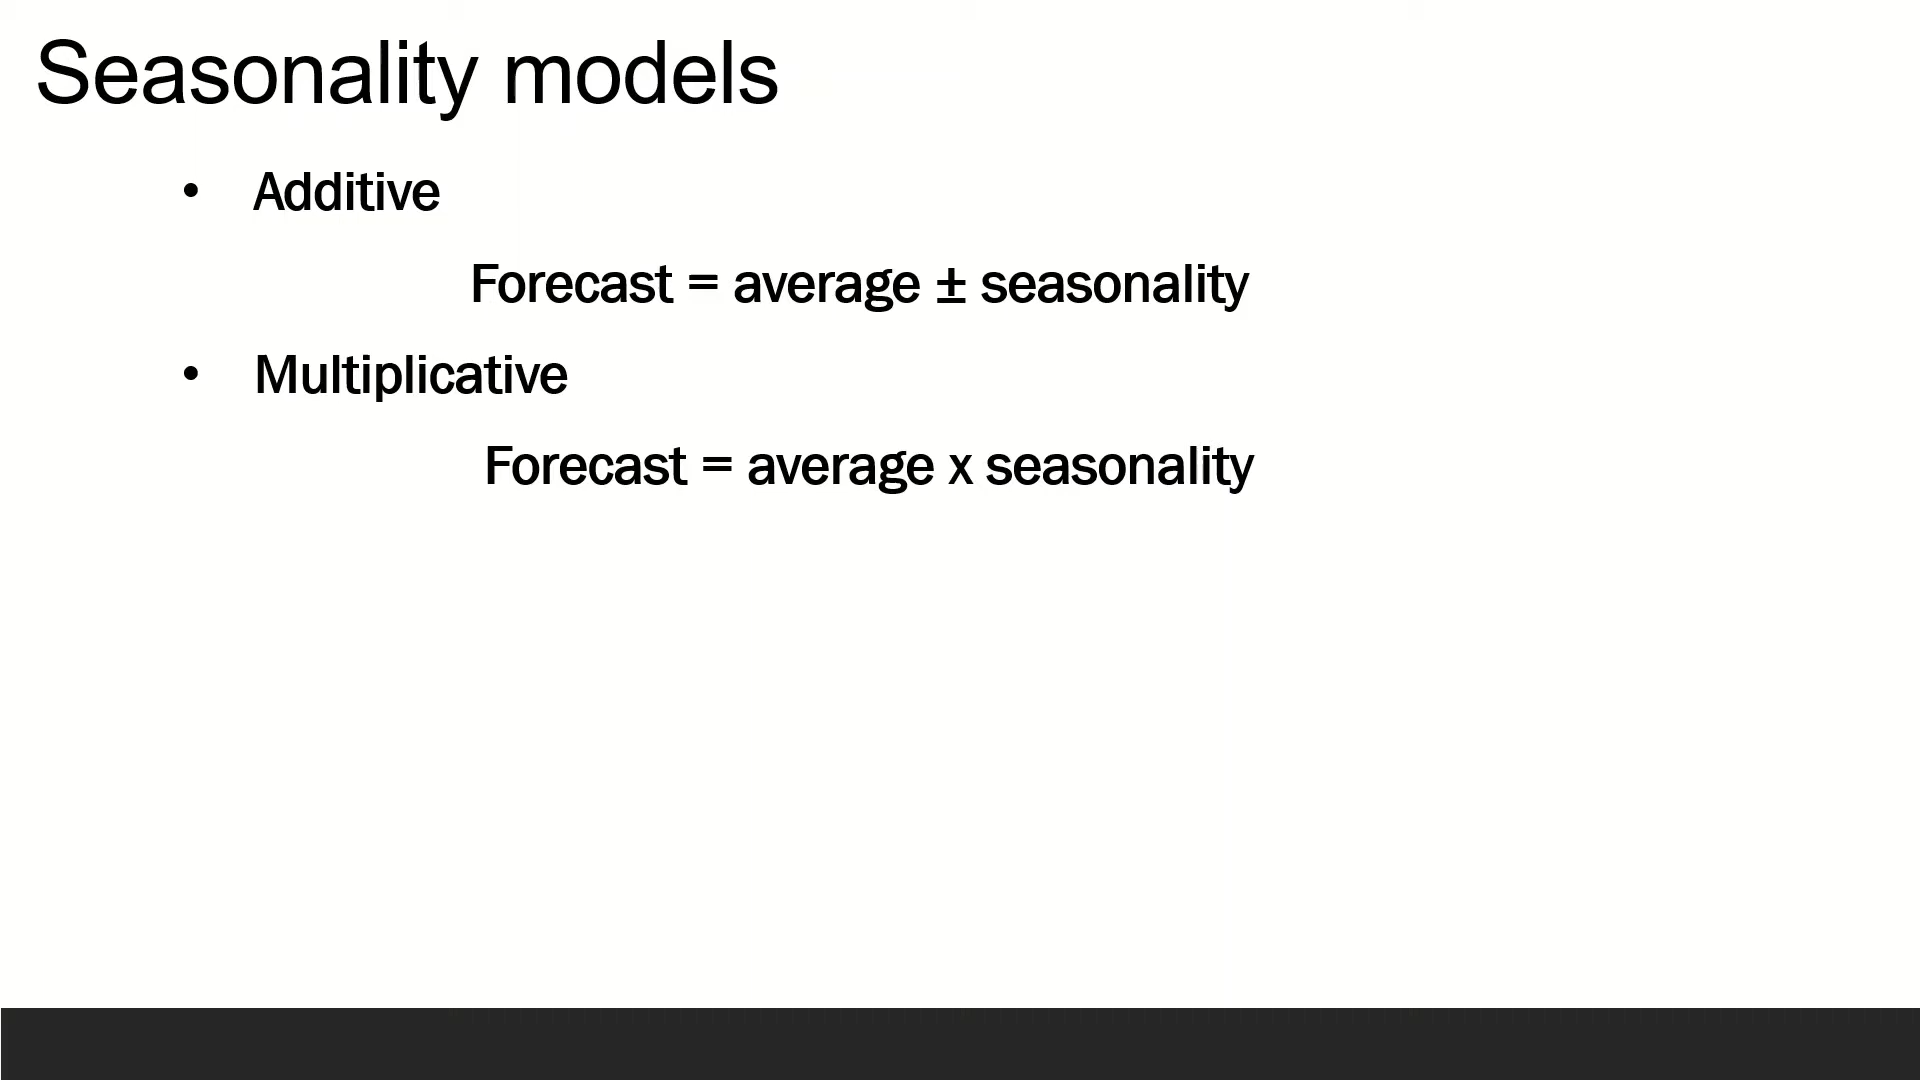 Seasonality models
• Additive
Forecast = average ± seasonality
• Multiplicative
Forecast = average x seasonality